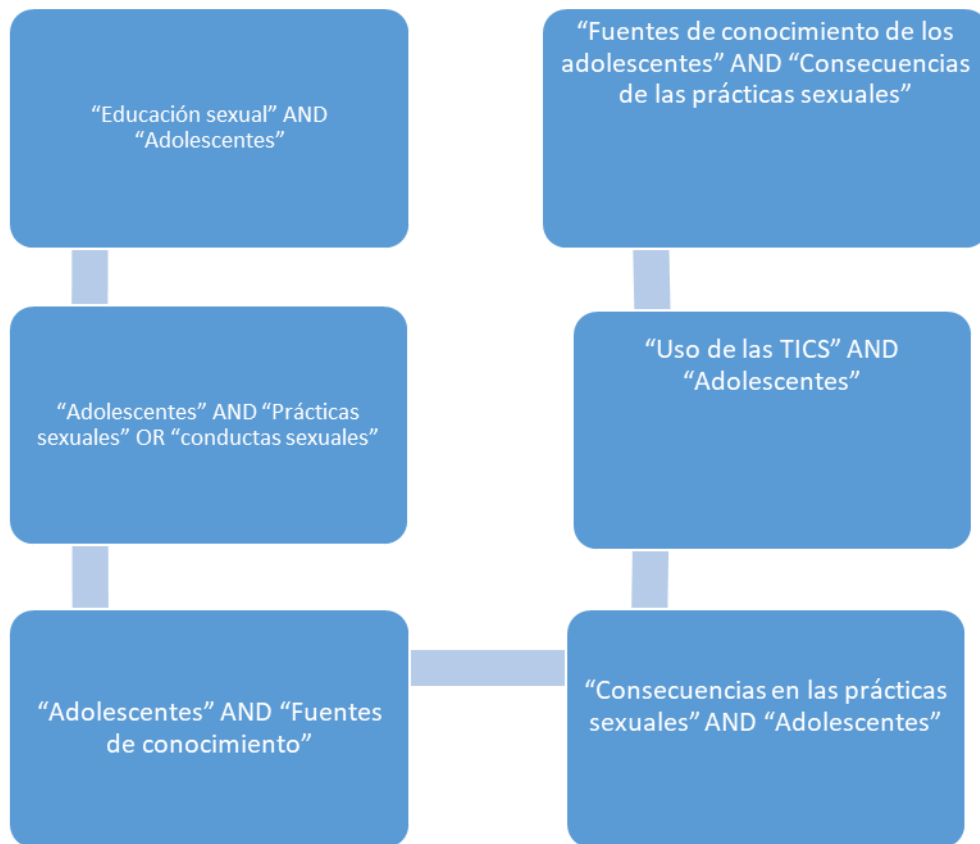 “Educación sexual” AND
“Adolescentes”
“Adolescentes” AND “Prácticas
sexuales” OR “conductas sexuales”
“Adolescentes” AND “Fuentes
de conocimiento”
“Consecuencias en las prácticas
sexuales” AND “Adolescentes”
“Uso de las TICS” AND
“Adolescentes”
“Fuentes de conocimiento de los
adolescentes” AND “Consecuencias
de las prácticas sexuales”